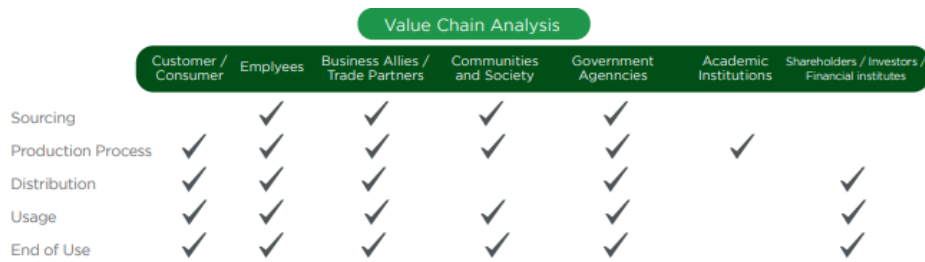 Value Chain Analysis
Customer / Consumer
Emplyees
Business Allies / Trade Partners
Communities and Society
Government Agenncies
Academic Institutions
Shareholders / Investors / Financial institutes
Sourcing
Production Process
Distribution
Usage
End of Use